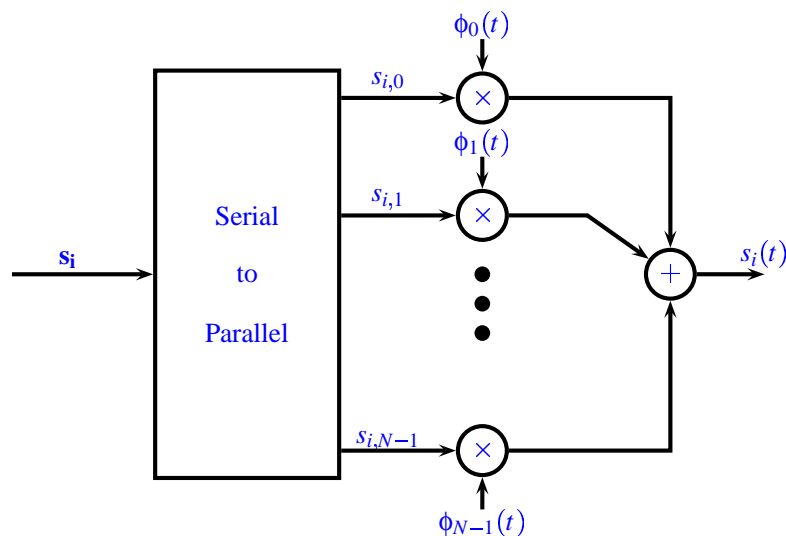 ϕ₀(t)
sᵢ,₀
×
ϕ₁(t)
sᵢ,₁
×
Serial
to
Parallel
sᵢ
+
sᵢ(t)
sᵢ,N−1
×
ϕN−1(t)